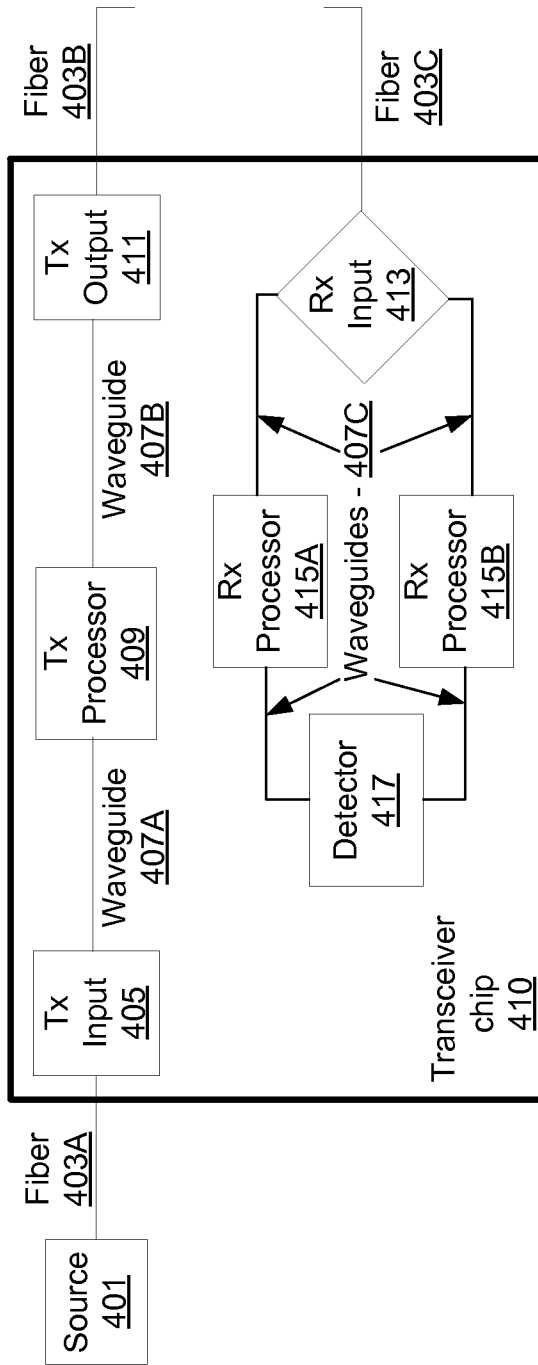 Source
401
Fiber
403A
Tx
Input
405
Waveguide
407A
Tx
Processor
409
Waveguide
407B
Tx
Output
411
Fiber
403B
Transceiver
chip
410
Detector
417
Waveguides - 407C
Rx
Processor
415A
Rx
Processor
415B
Rx
Input
413
Fiber
403C